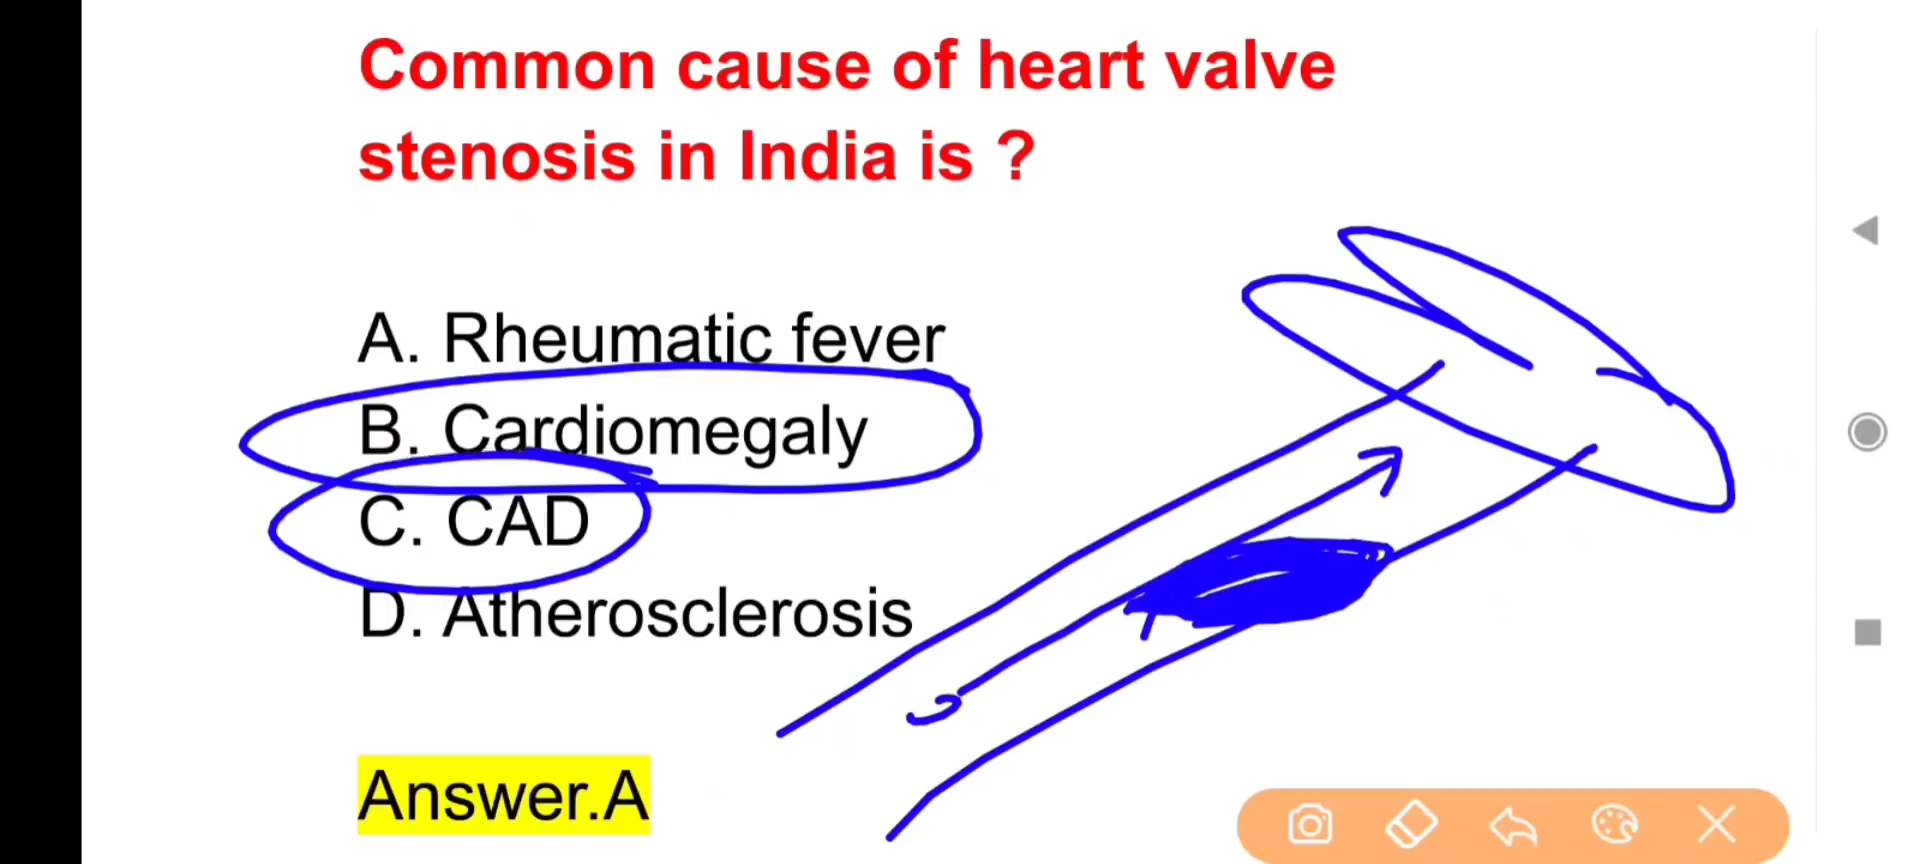 Common cause of heart valve
stenosis in India is ?
A. Rheumatic fever
B. Cardiomegaly
C. CAD
D. Atherosclerosis
Answer.A